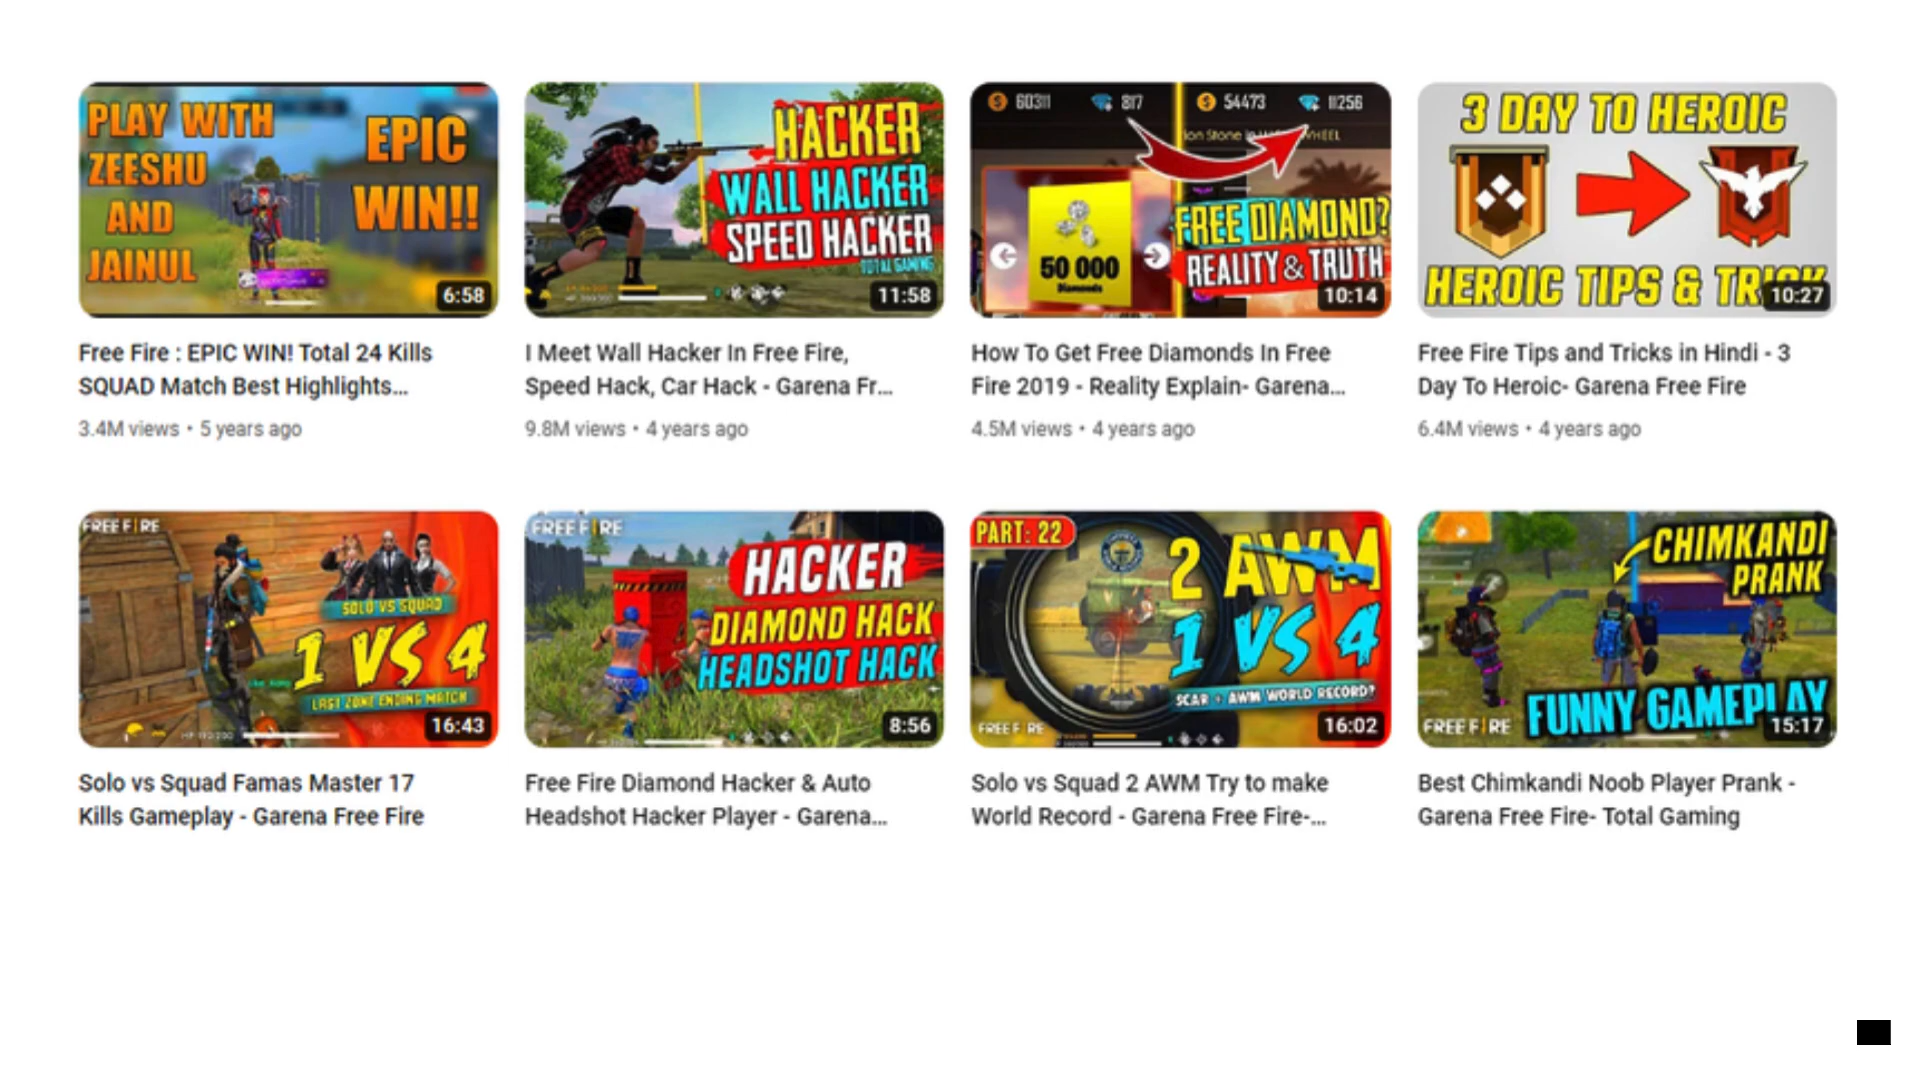 PLAY WITH
ZEESHU
AND
JAINUL
EPIC
WIN!!
6:58
HACKER
WALL HACKER
SPEED HACKER
TOTAL GAMING
11:58
60311 817 54473 11256
50 000
Diamonds
FREE DIAMOND?
REALITY & TRUTH
10:14
3 DAY TO HEROIC
HEROIC TIPS & TRICK
10:27
Free Fire : EPIC WIN! Total 24 Kills
SQUAD Match Best Highlights...
3.4M views • 5 years ago
I Meet Wall Hacker In Free Fire,
Speed Hack, Car Hack - Garena Fr...
9.8M views • 4 years ago
How To Get Free Diamonds In Free
Fire 2019 - Reality Explain- Garena...
4.5M views • 4 years ago
Free Fire Tips and Tricks in Hindi - 3
Day To Heroic- Garena Free Fire
6.4M views • 4 years ago
FREE FIRE
SOLO VS SQUAD
1 VS 4
LAST ZONE ENDING MATCH
16:43
FREE FIRE
HACKER
DIAMOND HACK
HEADSHOT HACK
8:56
PART: 22
2 AWM
1 VS 4
SCAR + AWM WORLD RECORD?
FREE FIRE
16:02
CHIMKANDI
PRANK
FUNNY GAMEPLAY
FREE FIRE
15:17
Solo vs Squad Famas Master 17
Kills Gameplay - Garena Free Fire
Free Fire Diamond Hacker & Auto
Headshot Hacker Player - Garena...
Solo vs Squad 2 AWM Try to make
World Record - Garena Free Fire-...
Best Chimkandi Noob Player Prank -
Garena Free Fire- Total Gaming